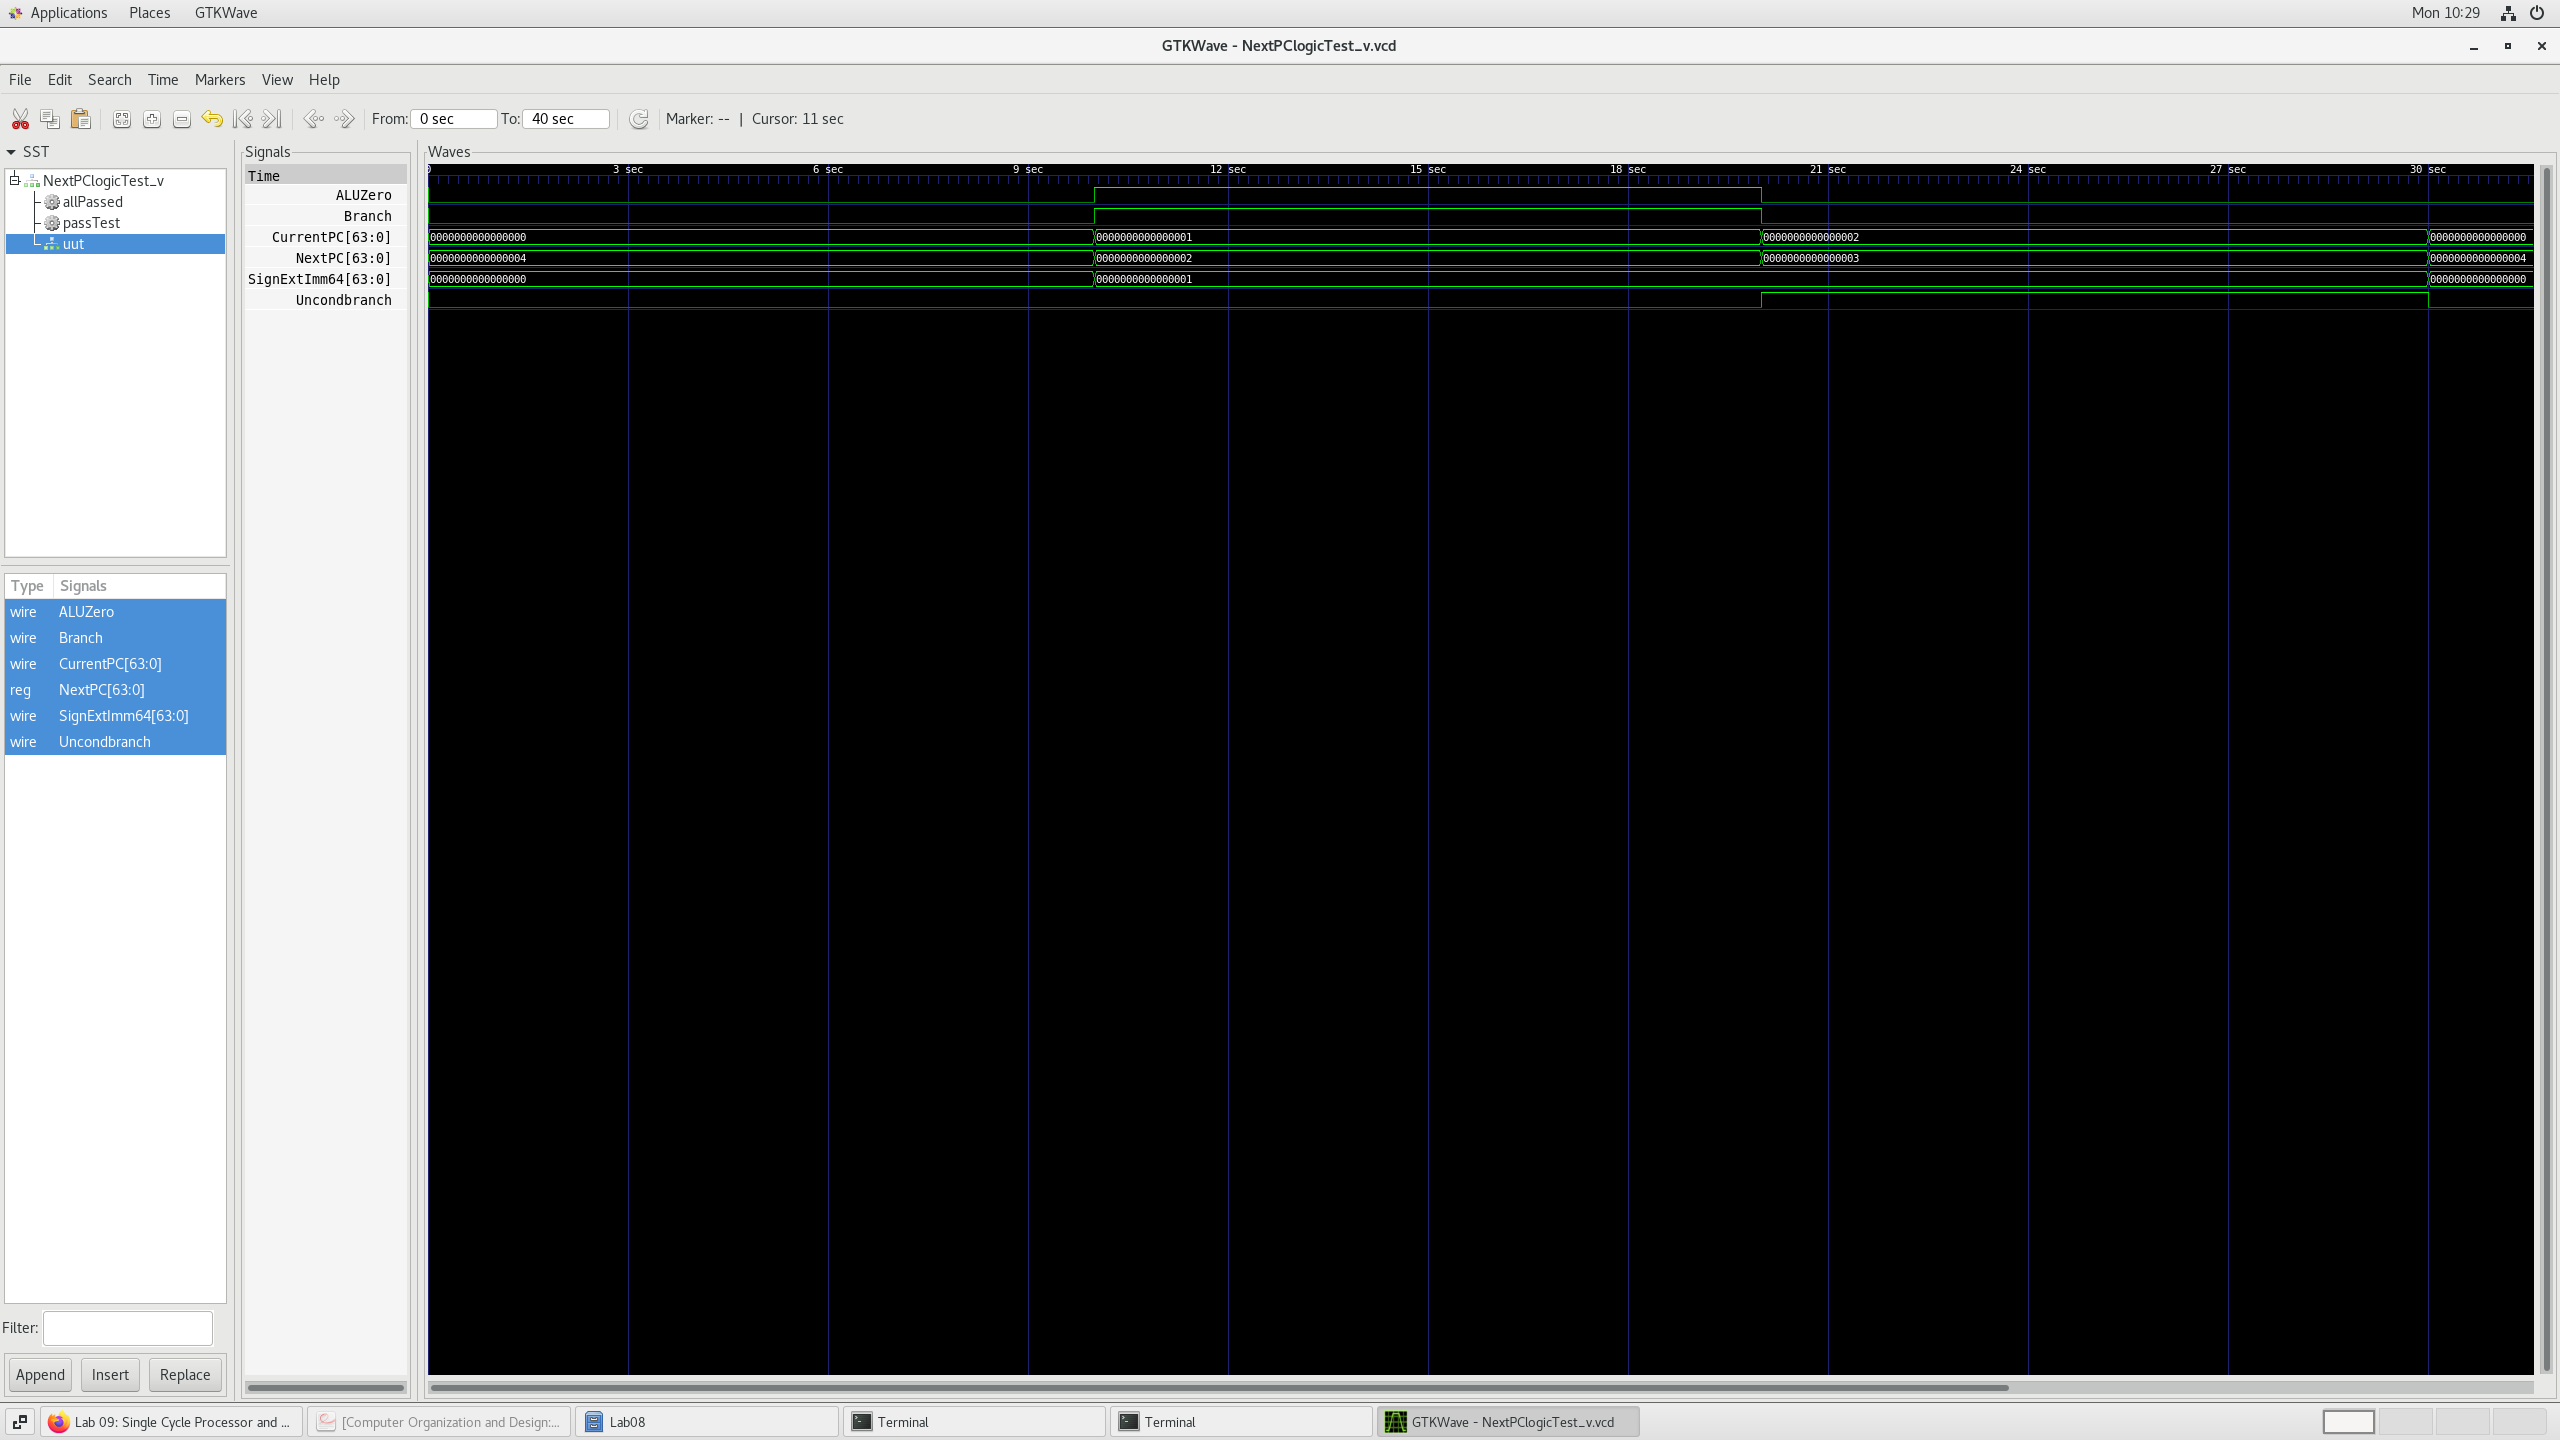 Applications Places GTKWave Mon 10:29
GTKWave - NextPClogicTest_v.vcd
File Edit Search Time Markers View Help
From: 0 sec To: 40 sec Marker: -- | Cursor: 11 sec
SST
NextPClogicTest_v
allPassed
passTest
uut
Type Signals
wire ALUZero
wire Branch
wire CurrentPC[63:0]
reg NextPC[63:0]
wire SignExtImm64[63:0]
wire Uncondbranch
Filter:
Append Insert Replace
Signals
Time
ALUZero
Branch
CurrentPC[63:0]
NextPC[63:0]
SignExtImm64[63:0]
Uncondbranch
Waves
0 3 sec 6 sec 9 sec 12 sec 15 sec 18 sec 21 sec 24 sec 27 sec 30 sec
0000000000000000 0000000000000001 0000000000000002 0000000000000000
0000000000000004 0000000000000002 0000000000000003 0000000000000004
0000000000000000 0000000000000001 0000000000000000
Lab 09: Single Cycle Processor and ... [Computer Organization and Design:... Lab08 Terminal Terminal GTKWave - NextPClogicTest_v.vcd